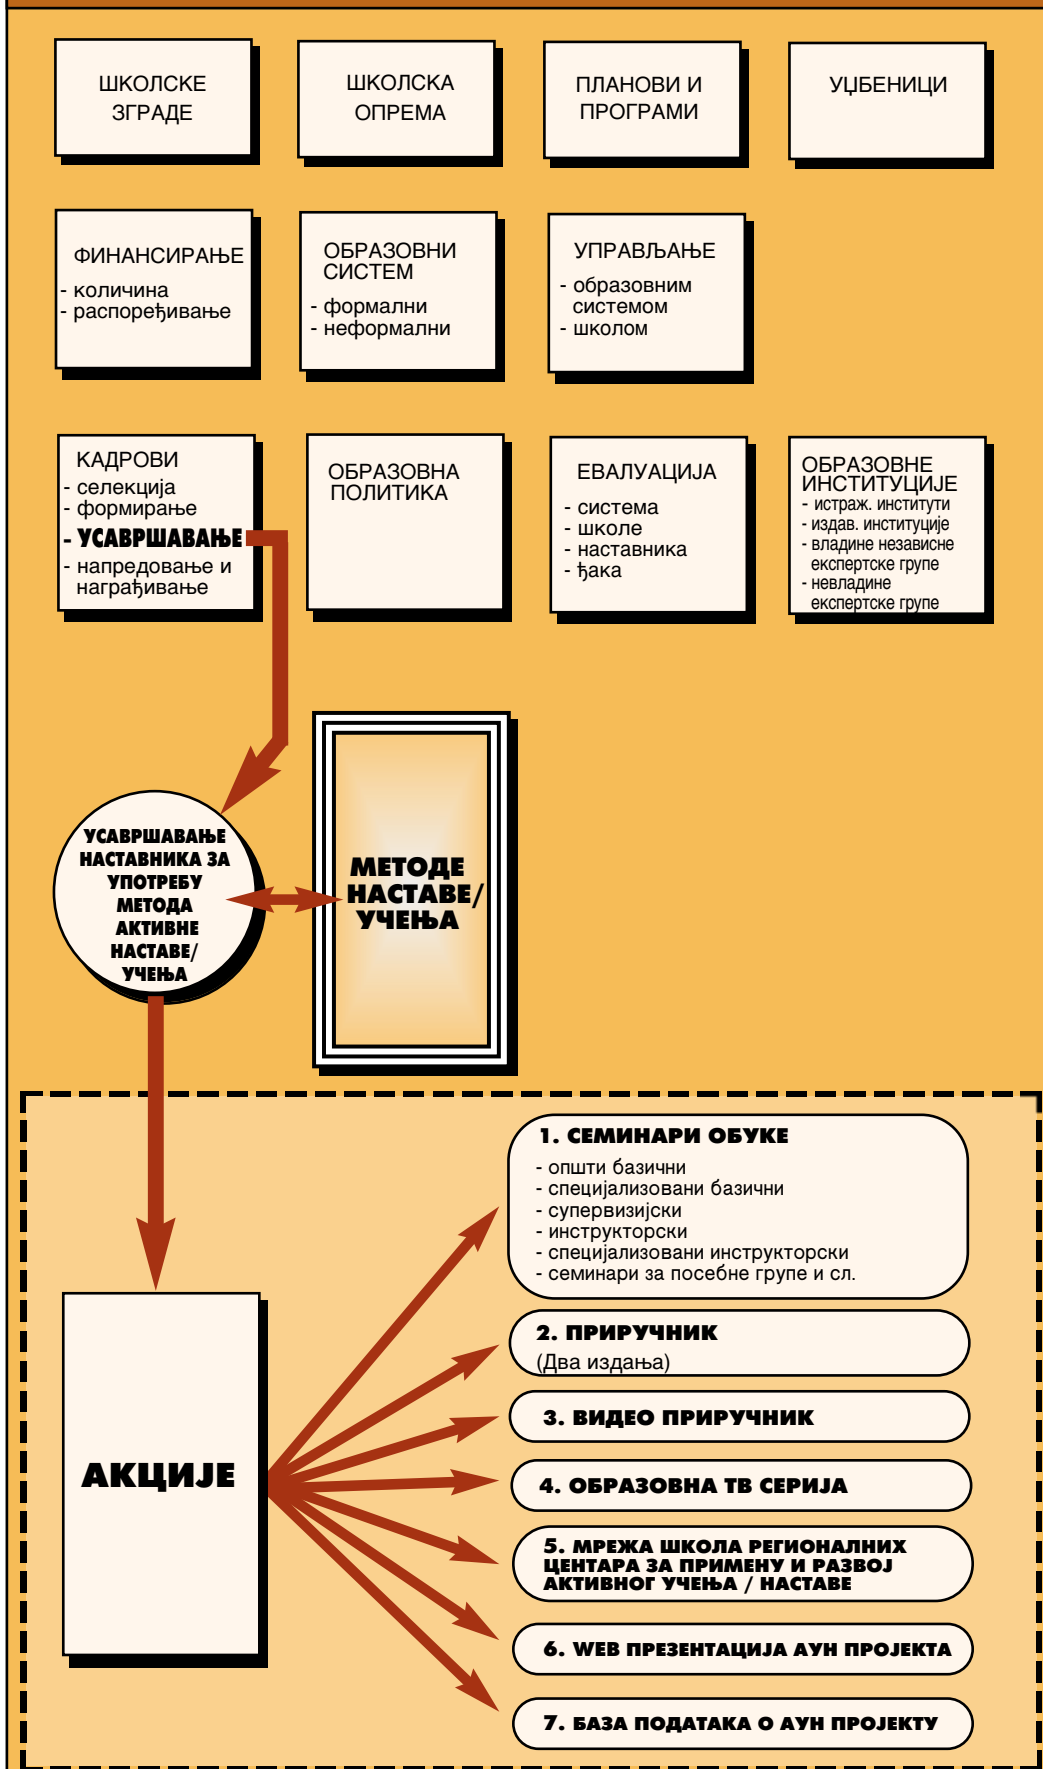 ШКОЛСКЕ
ЗГРАДЕ
ШКОЛСКА
ОПРЕМА
ПЛАНОВИ И
ПРОГРАМИ
УЏБЕНИЦИ
ФИНАНСИРАЊЕ
- количина
- распоређивање
ОБРАЗОВНИ
СИСТЕМ
- формални
- неформални
УПРАВЉАЊЕ
- образовним
системом
- школом
КАДРОВИ
- селекција
- формирање
- УСАВРШАВАЊЕ
- напредовање и
награђивање
ОБРАЗОВНА
ПОЛИТИКА
ЕВАЛУАЦИЈА
- система
- школе
- наставника
- ђака
ОБРАЗОВНЕ
ИНСТИТУЦИЈЕ
- истраж. институти
- издав. институције
- владине независне
експертске групе
- невладине
експертске групе
УСАВРШАВАЊЕ
НАСТАВНИКА ЗА
УПОТРЕБУ
МЕТОДА
АКТИВНЕ
НАСТАВЕ/
УЧЕЊА
МЕТОДЕ
НАСТАВЕ/
УЧЕЊА
АКЦИЈЕ
1. СЕМИНАРИ ОБУКЕ
- општи базични
- специјализовани базични
- супервизијски
- инструкторски
- специјализовани инструкторски
- семинари за посебне групе и сл.
2. ПРИРУЧНИК
(Два издања)
3. ВИДЕО ПРИРУЧНИК
4. ОБРАЗОВНА ТВ СЕРИЈА
5. МРЕЖА ШКОЛА РЕГИОНАЛНИХ
ЦЕНТАРА ЗА ПРИМЕНУ И РАЗВОЈ
АКТИВНОГ УЧЕЊА / НАСТАВЕ
6. WEB ПРЕЗЕНТАЦИЈА АУН ПРОЈЕКТА
7. БАЗА ПОДАТАКА О АУН ПРОЈЕКТУ